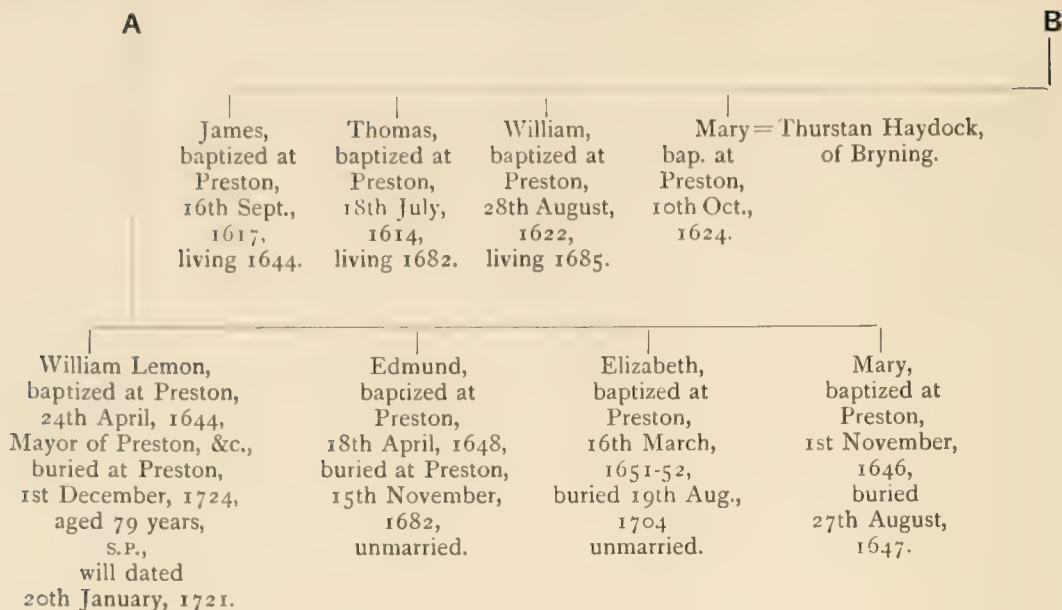 A
B
James,
baptized at
Preston,
16th Sept.,
1617,
living 1644.
Thomas,
baptized at
Preston,
18th July,
1614,
living 1682.
William,
baptized at
Preston,
28th August,
1622,
living 1685.
Mary=Thurstan Haydock,
bap. at of Bryning.
Preston,
10th Oct.,
1624.
William Lemon,
baptized at Preston,
24th April, 1644,
Mayor of Preston, &c.,
buried at Preston,
1st December, 1724,
aged 79 years,
S.P.,
will dated
20th January, 1721.
Edmund,
baptized at
Preston,
18th April, 1648,
buried at Preston,
15th November,
1682,
unmarried.
Elizabeth,
baptized at
Preston,
16th March,
1651-52,
buried 19th Aug.,
1704
unmarried.
Mary,
baptized at
Preston,
1st November,
1646,
buried
27th August,
1647.